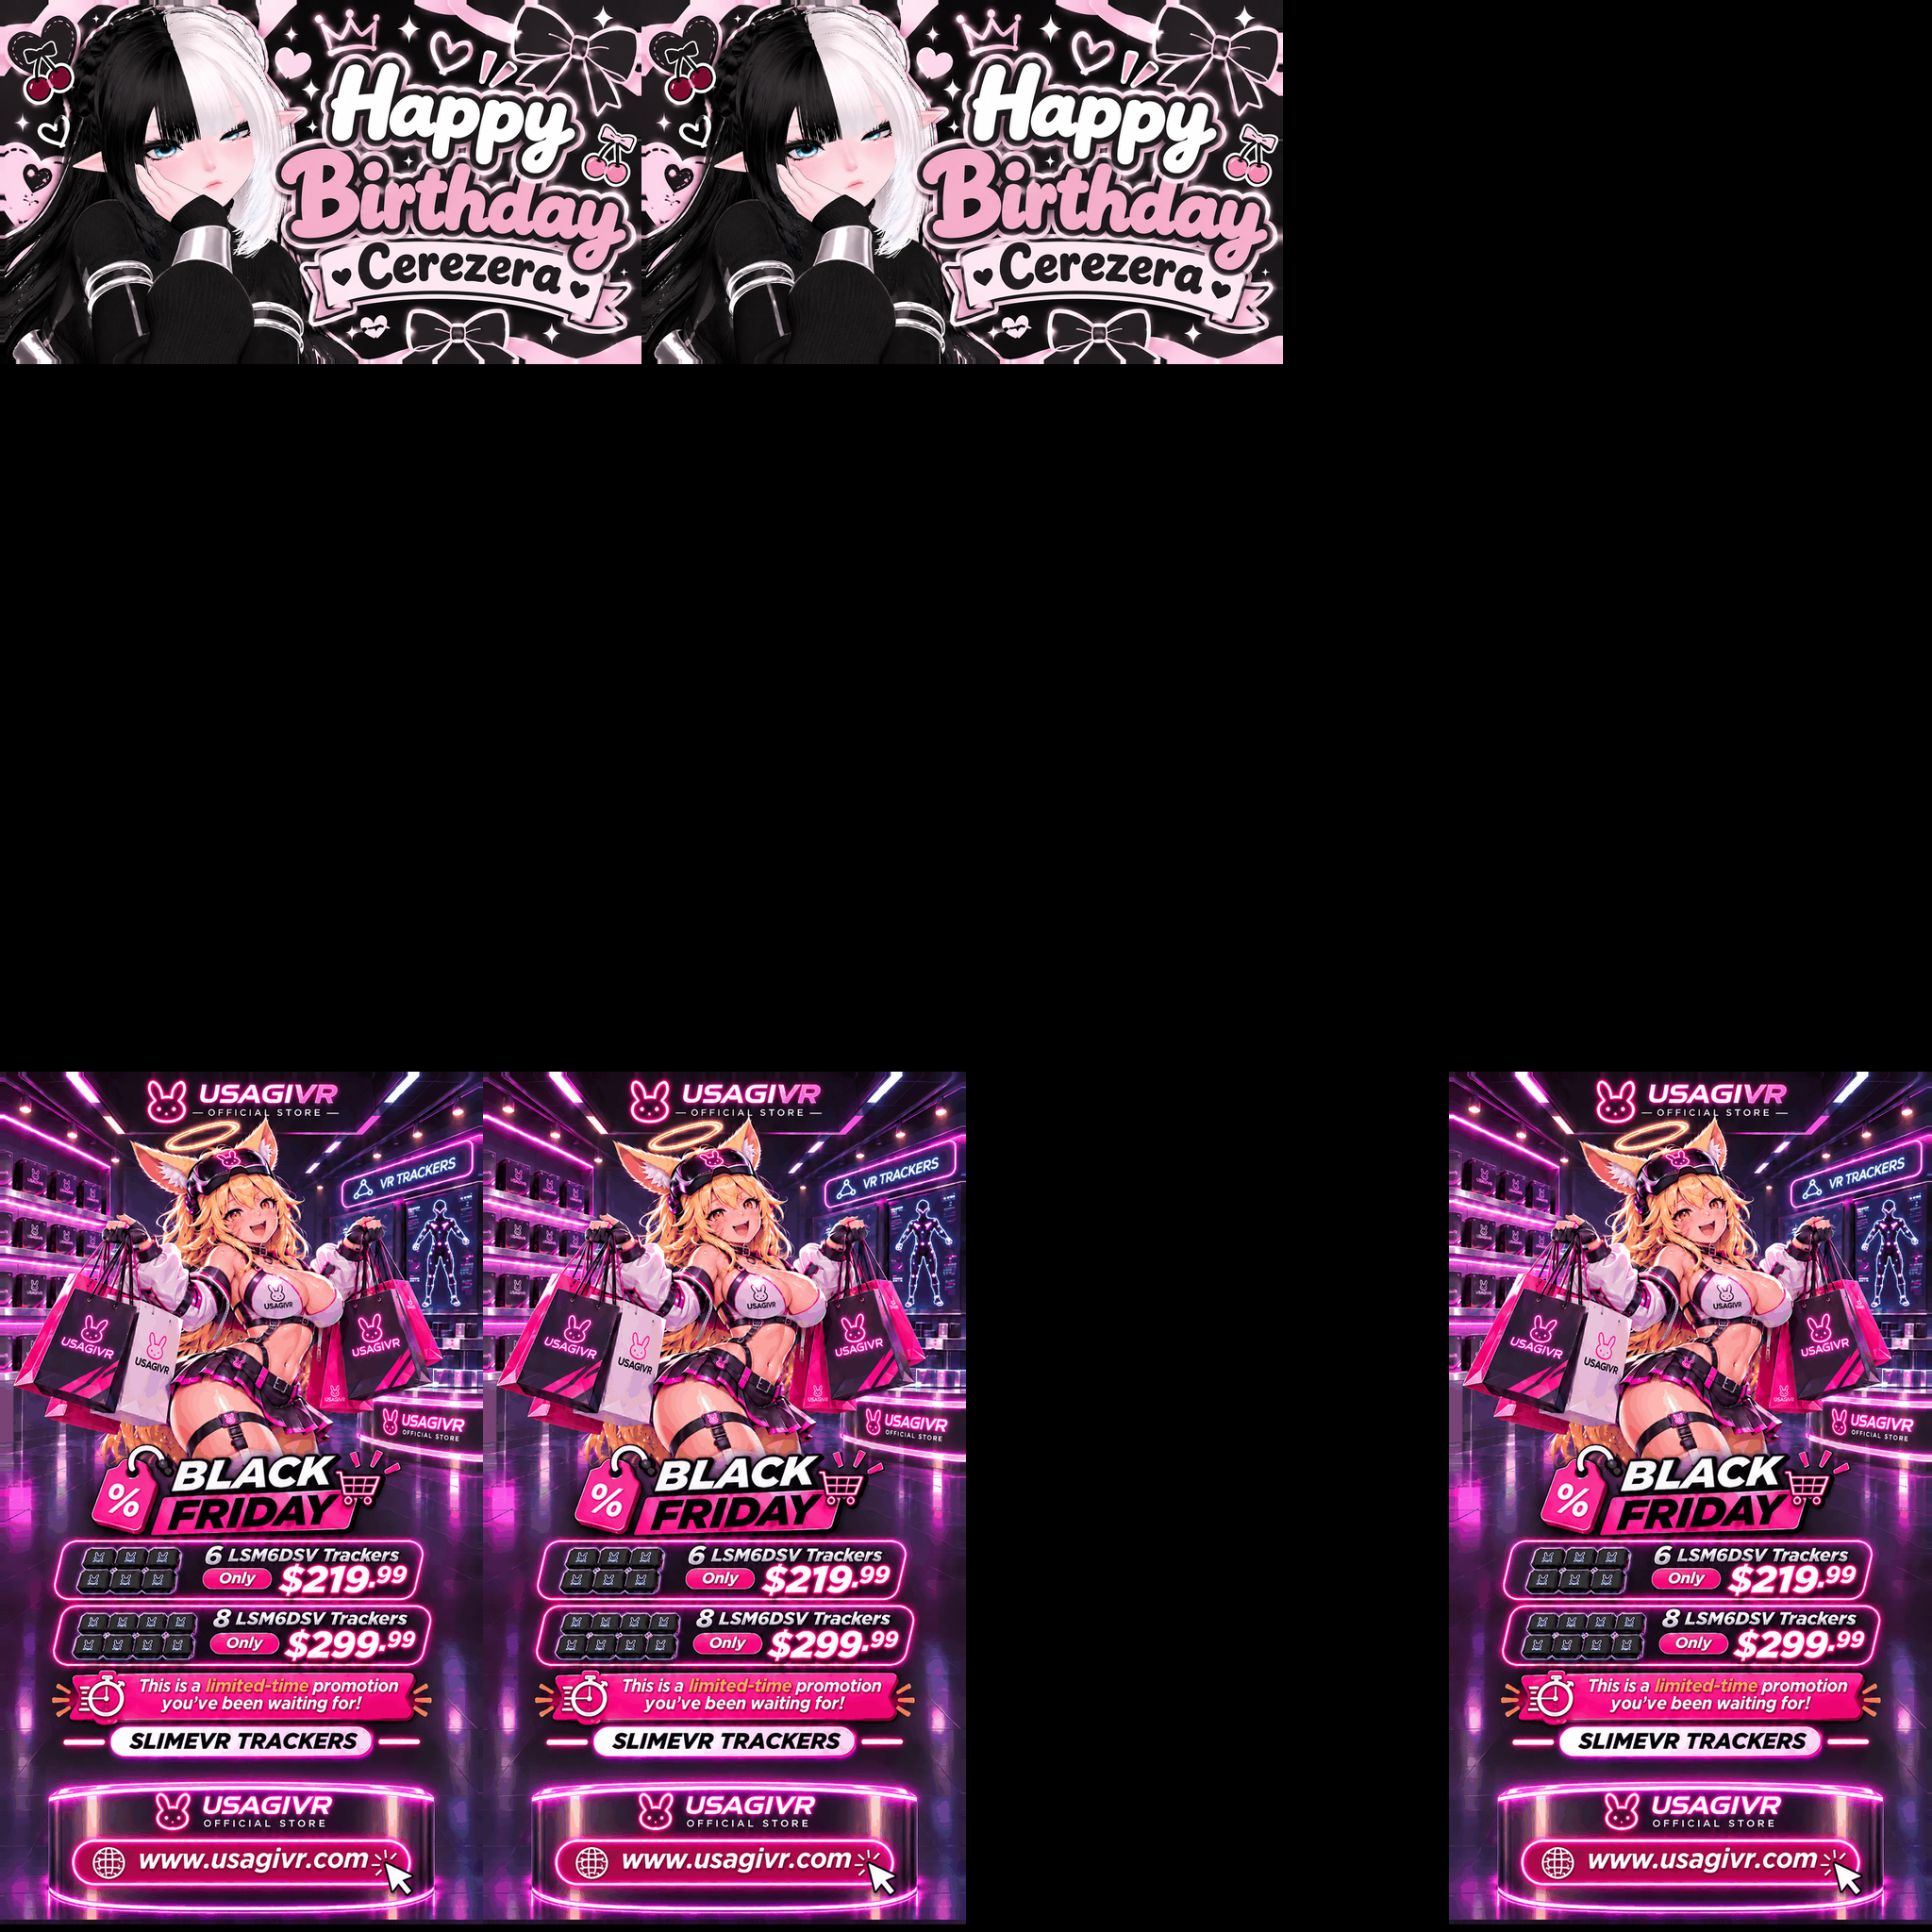 Happy
Birthday
Cerezera
Happy
Birthday
Cerezera
USAGIVR
OFFICIAL STORE
VR TRACKERS
USAGIVR
USAGIVR
USAGIVR
USAGIVR
USAGIVR
USAGIVR
OFFICIAL STORE
%
BLACK
FRIDAY
6 LSM6DSV Trackers
Only $219.99
8 LSM6DSV Trackers
Only $299.99
This is a limited-time promotion
you've been waiting for!
SLIMEVR TRACKERS
USAGIVR
OFFICIAL STORE
www.usagivr.com
USAGIVR
OFFICIAL STORE
VR TRACKERS
USAGIVR
USAGIVR
USAGIVR
USAGIVR
USAGIVR
USAGIVR
OFFICIAL STORE
%
BLACK
FRIDAY
6 LSM6DSV Trackers
Only $219.99
8 LSM6DSV Trackers
Only $299.99
This is a limited-time promotion
you've been waiting for!
SLIMEVR TRACKERS
USAGIVR
OFFICIAL STORE
www.usagivr.com
USAGIVR
OFFICIAL STORE
VR TRACKERS
USAGIVR
USAGIVR
USAGIVR
USAGIVR
USAGIVR
USAGIVR
OFFICIAL STORE
%
BLACK
FRIDAY
6 LSM6DSV Trackers
Only $219.99
8 LSM6DSV Trackers
Only $299.99
This is a limited-time promotion
you've been waiting for!
SLIMEVR TRACKERS
USAGIVR
OFFICIAL STORE
www.usagivr.com